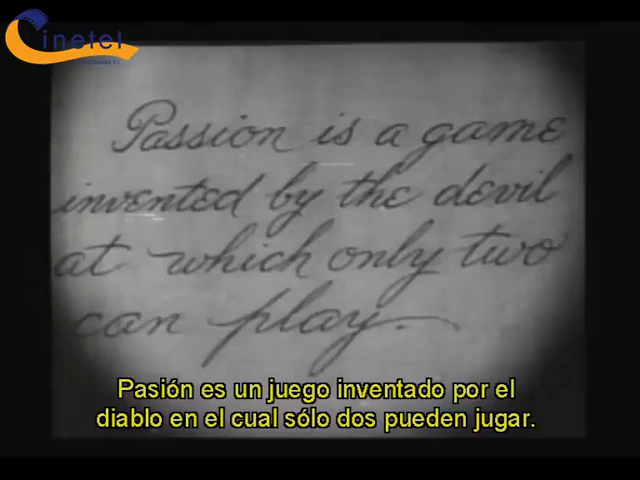 Cinetel
Passion is a game
invented by the devil
at which only two
can play.
Pasión es un juego inventado por el
diablo en el cual sólo dos pueden jugar.